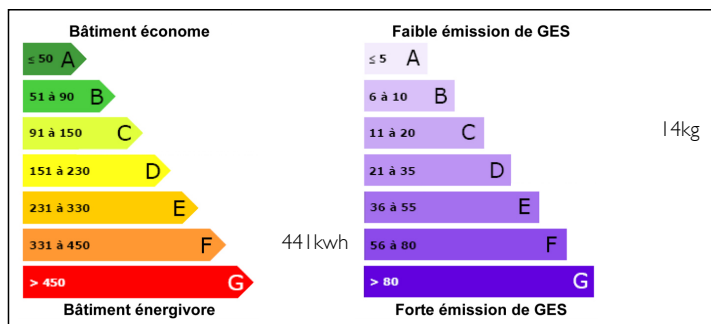 Bâtiment économe
≤ 50 A
51 à 90 B
91 à 150 C
151 à 230 D
231 à 330 E
331 à 450 F
441kwh
> 450 G
Bâtiment énergivore
Faible émission de GES
≤ 5 A
6 à 10 B
11 à 20 C
14kg
21 à 35 D
36 à 55 E
56 à 80 F
> 80 G
Forte émission de GES